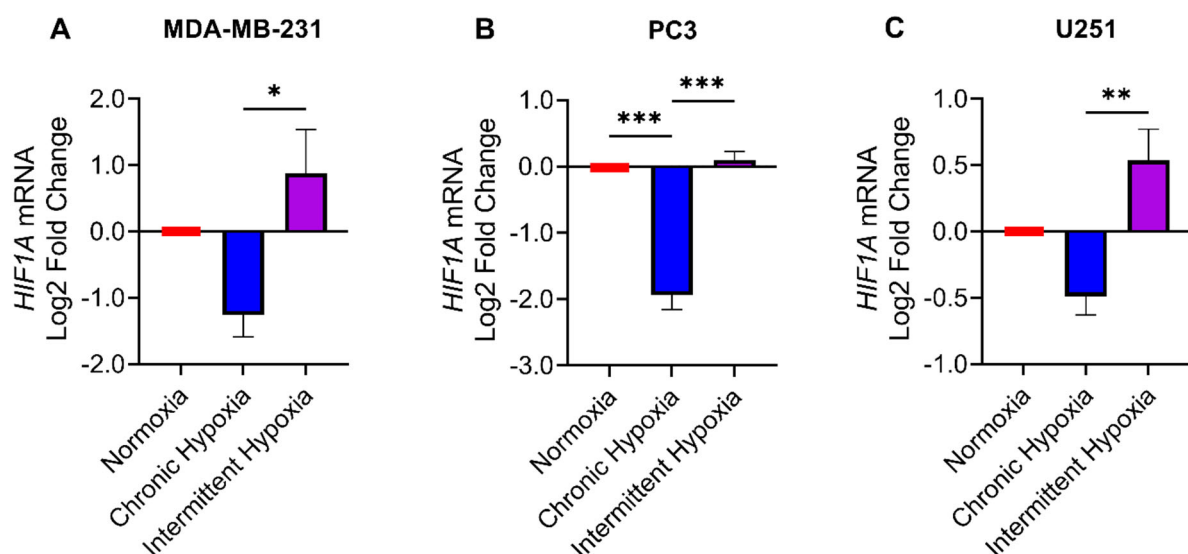 A MDA-MB-231
HIF1A mRNA
Log2 Fold Change
2.0
1.0
0.0
-1.0
-2.0
*
Normoxia
Chronic Hypoxia
Intermittent Hypoxia
B PC3
HIF1A mRNA
Log2 Fold Change
1.0
0.0
-1.0
-2.0
-3.0
***
***
Normoxia
Chronic Hypoxia
Intermittent Hypoxia
C U251
HIF1A mRNA
Log2 Fold Change
1.0
0.5
0.0
-0.5
-1.0
**
Normoxia
Chronic Hypoxia
Intermittent Hypoxia